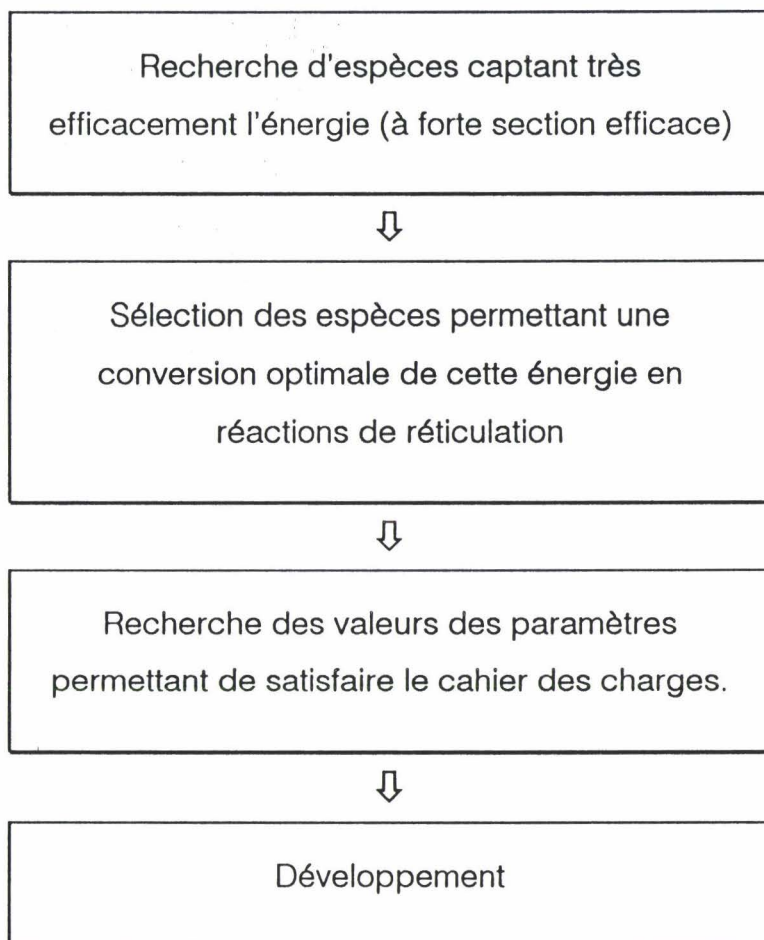 Recherche d'espèces captant très
efficacement l'énergie (à forte section efficace)
Sélection des espèces permettant une
conversion optimale de cette énergie en
réactions de réticulation
Recherche des valeurs des paramètres
permettant de satisfaire le cahier des charges.
Développement